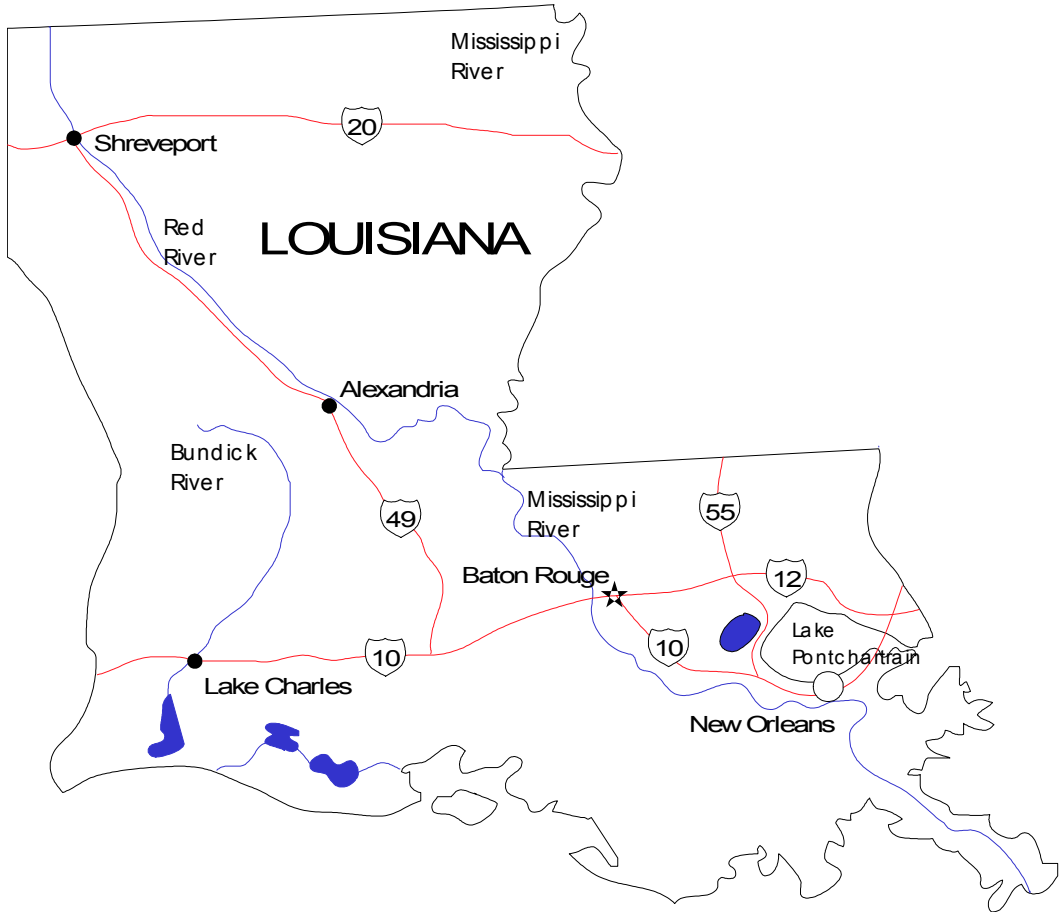 Mississippi
River
20
Shreveport
Red
River
LOUISIANA
Alexandria
Bundick
River
49
Mississippi
River
55
Baton Rouge
12
Lake
Pontchartrain
10
10
Lake Charles
New Orleans